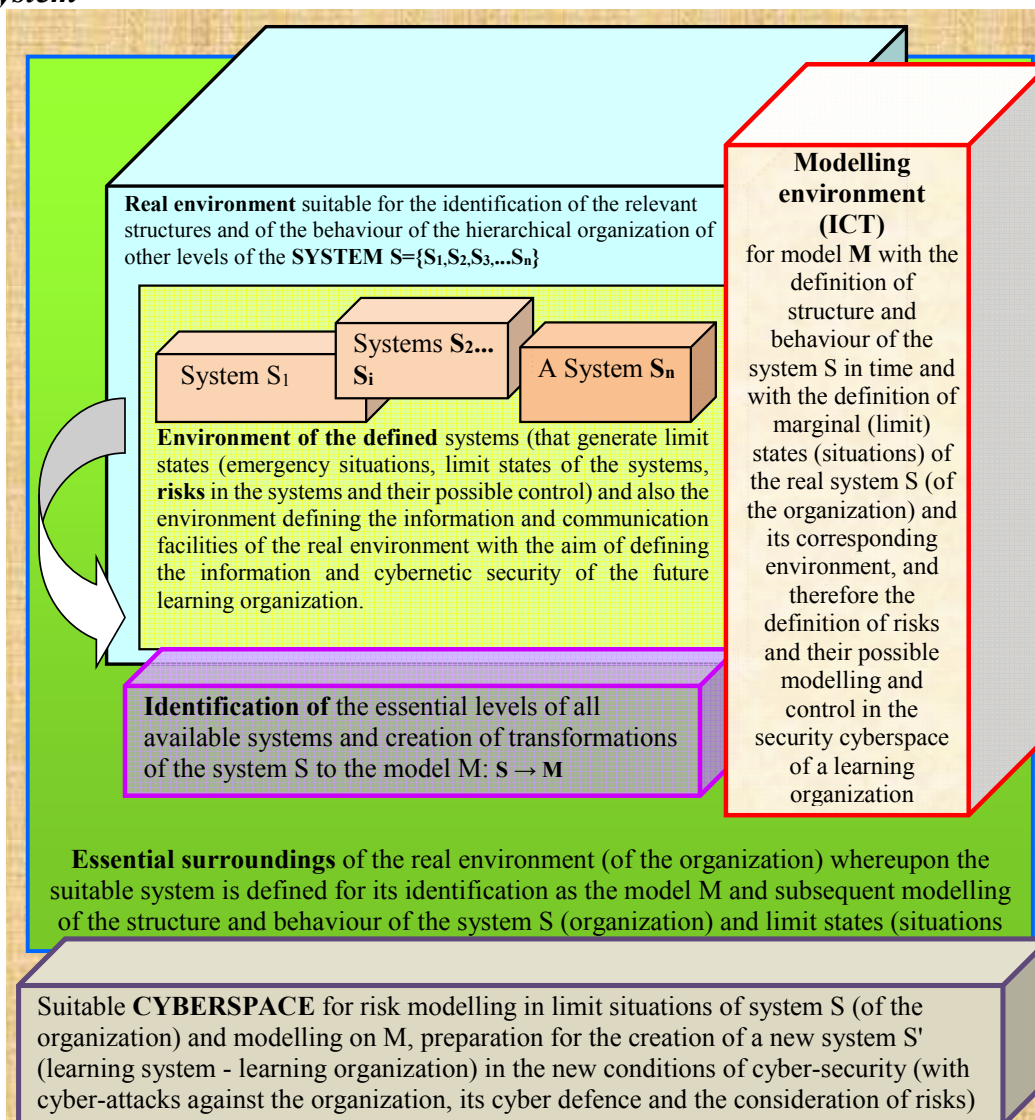 Real environment suitable for the identification of the relevant
structures and of the behaviour of the hierarchical organization of
other levels of the SYSTEM S={S1,S2,S3,...Sn}
System S1
Systems S2...
Si
A System Sn
Environment of the defined systems (that generate limit
states (emergency situations, limit states of the systems,
risks in the systems and their possible control) and also the
environment defining the information and communication
facilities of the real environment with the aim of defining
the information and cybernetic security of the future
learning organization.
Identification of the essential levels of all
available systems and creation of transformations
of the system S to the model M: S → M
Modelling
environment
(ICT)
for model M with the
definition of
structure and
behaviour of the
system S in time and
with the definition of
marginal (limit)
states (situations) of
the real system S (of
the organization) and
its corresponding
environment, and
therefore the
definition of risks
and their possible
modelling and
control in the
security cyberspace
of a learning
organization
Essential surroundings of the real environment (of the organization) whereupon the
suitable system is defined for its identification as the model M and subsequent modelling
of the structure and behaviour of the system S (organization) and limit states (situations
Suitable CYBERSPACE for risk modelling in limit situations of system S (of the
organization) and modelling on M, preparation for the creation of a new system S'
(learning system - learning organization) in the new conditions of cyber-security (with
cyber-attacks against the organization, its cyber defence and the consideration of risks)